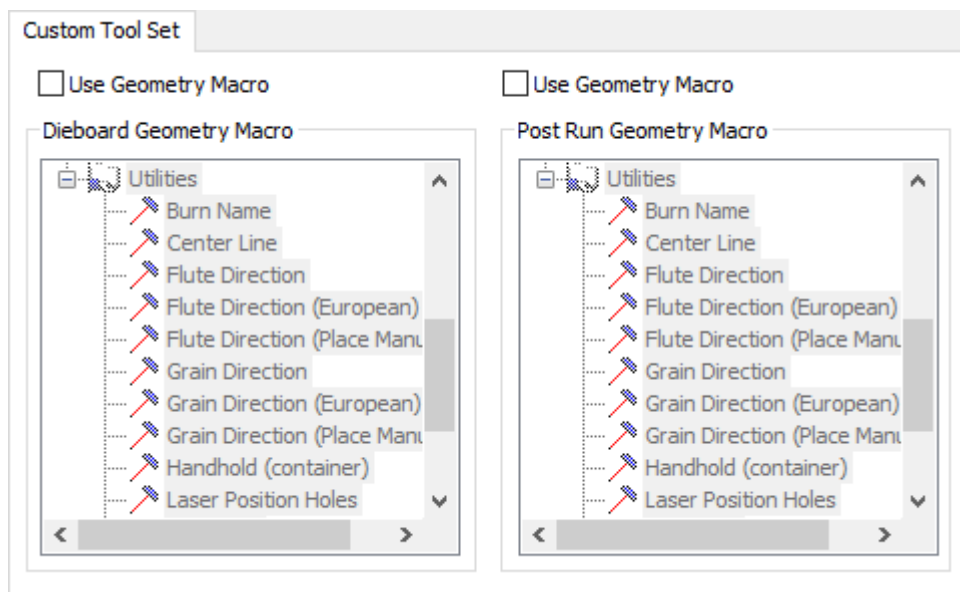 Custom Tool Set
Use Geometry Macro
Dieboard Geometry Macro
Utilities
Burn Name
Center Line
Flute Direction
Flute Direction (European)
Flute Direction (Place Manu
Grain Direction
Grain Direction (European)
Grain Direction (Place Manu
Handhold (container)
Laser Position Holes
Use Geometry Macro
Post Run Geometry Macro
Utilities
Burn Name
Center Line
Flute Direction
Flute Direction (European)
Flute Direction (Place Manu
Grain Direction
Grain Direction (European)
Grain Direction (Place Manu
Handhold (container)
Laser Position Holes